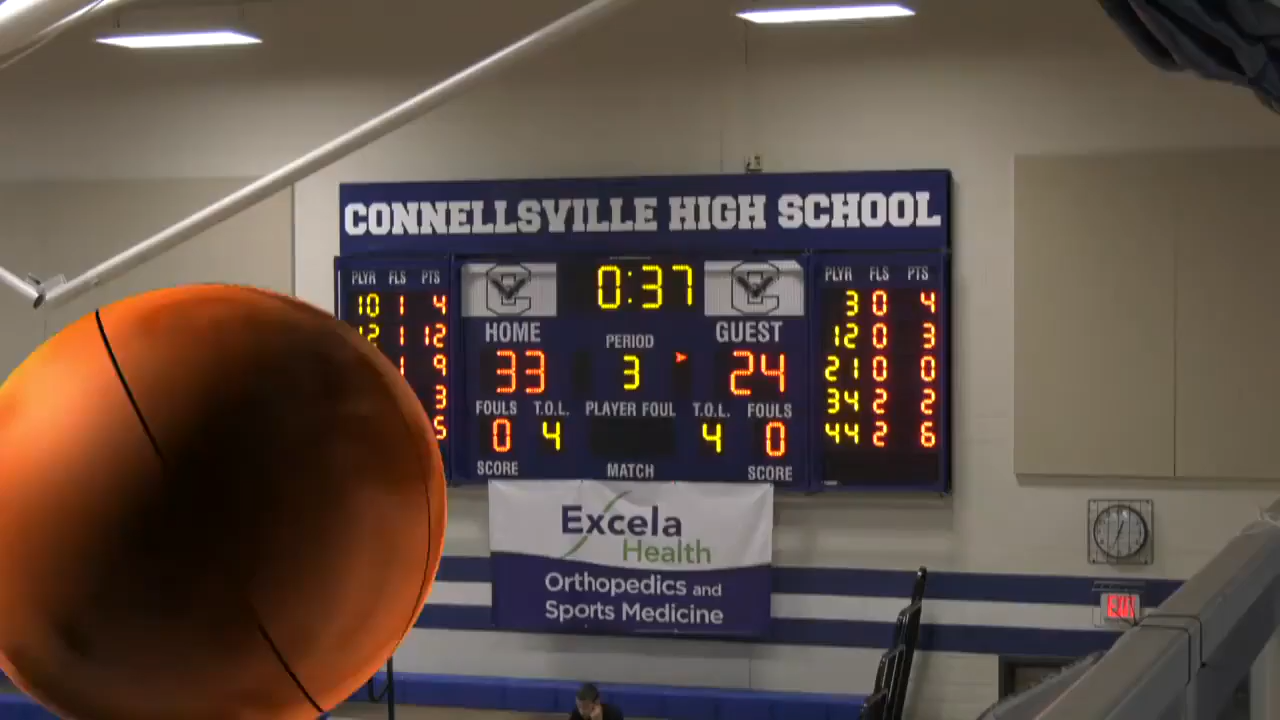 CONNELLSVILLE HIGH SCHOOL
PLYR FLS PTS
10 1 4
12 1 12
1 9
3
5
0:37
HOME PERIOD GUEST
33 3 24
FOULS T.O.L. PLAYER FOUL T.O.L. FOULS
0 4 4 0
SCORE MATCH SCORE
PLYR FLS PTS
3 0 4
12 0 3
21 0 0
34 2 2
44 2 6
Excela
Health
Orthopedics and
Sports Medicine
EXIT